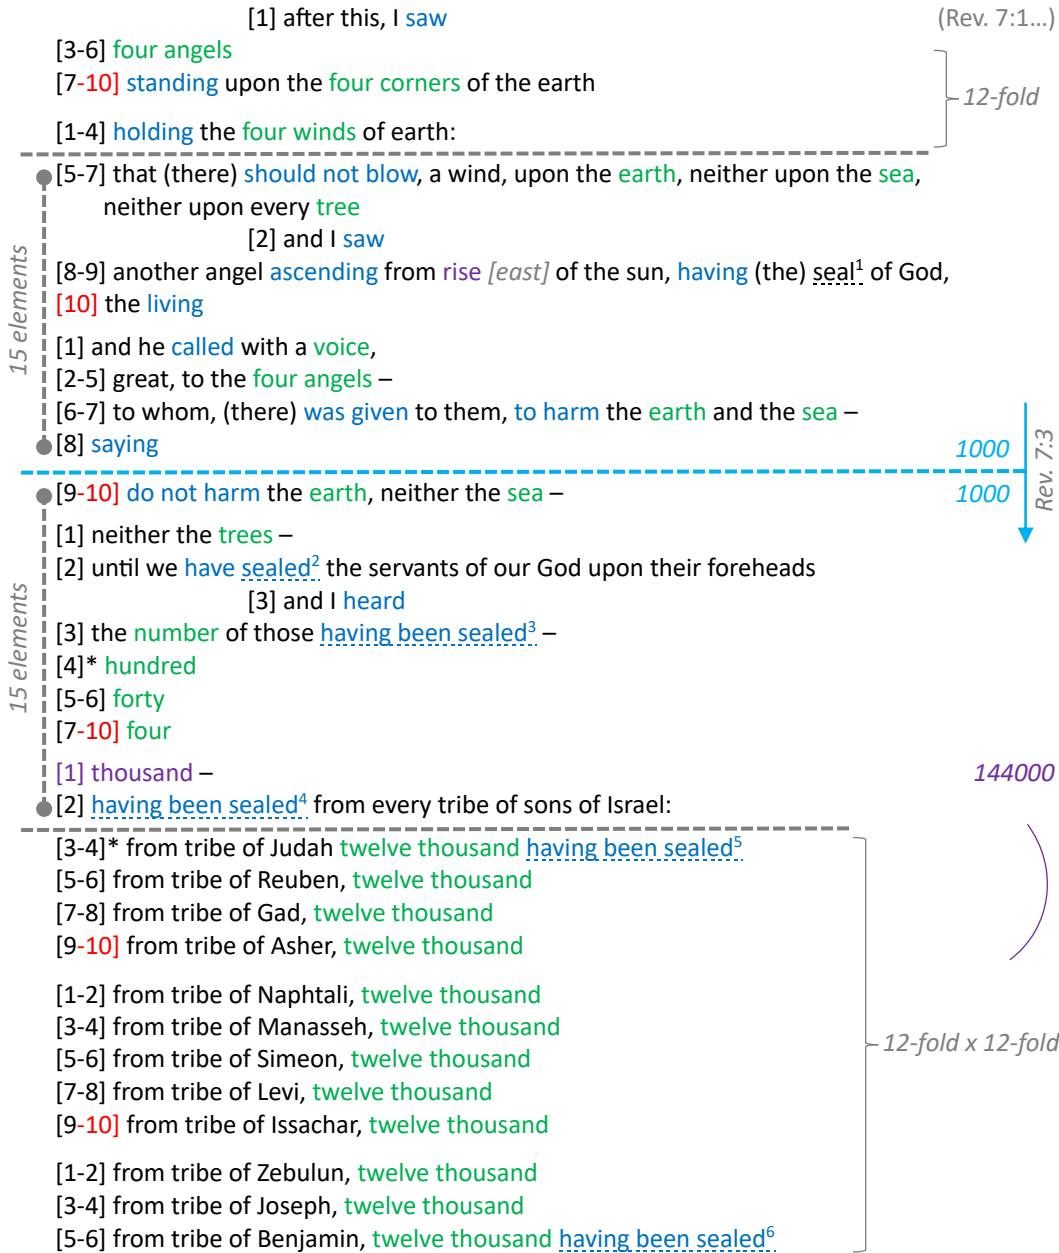 [1] after this, I saw (Rev. 7:1...)
[3-6] four angels
[7-10] standing upon the four corners of the earth
12-fold
[1-4] holding the four winds of earth:
[5-7] that (there) should not blow, a wind, upon the earth, neither upon the sea,
neither upon every tree
[2] and I saw
[8-9] another angel ascending from rise [east] of the sun, having (the) seal¹ of God,
[10] the living
15 elements
[1] and he called with a voice,
[2-5] great, to the four angels –
[6-7] to whom, (there) was given to them, to harm the earth and the sea –
[8] saying
1000
Rev. 7:3
[9-10] do not harm the earth, neither the sea –
1000
[1] neither the trees –
[2] until we have sealed² the servants of our God upon their foreheads
[3] and I heard
[3] the number of those having been sealed³ –
15 elements
[4]* hundred
[5-6] forty
[7-10] four
[1] thousand –
144000
[2] having been sealed⁴ from every tribe of sons of Israel:
[3-4]* from tribe of Judah twelve thousand having been sealed⁵
[5-6] from tribe of Reuben, twelve thousand
[7-8] from tribe of Gad, twelve thousand
[9-10] from tribe of Asher, twelve thousand
[1-2] from tribe of Naphtali, twelve thousand
[3-4] from tribe of Manasseh, twelve thousand
[5-6] from tribe of Simeon, twelve thousand
12-fold x 12-fold
[7-8] from tribe of Levi, twelve thousand
[9-10] from tribe of Issachar, twelve thousand
[1-2] from tribe of Zebulun, twelve thousand
[3-4] from tribe of Joseph, twelve thousand
[5-6] from tribe of Benjamin, twelve thousand having been sealed⁶